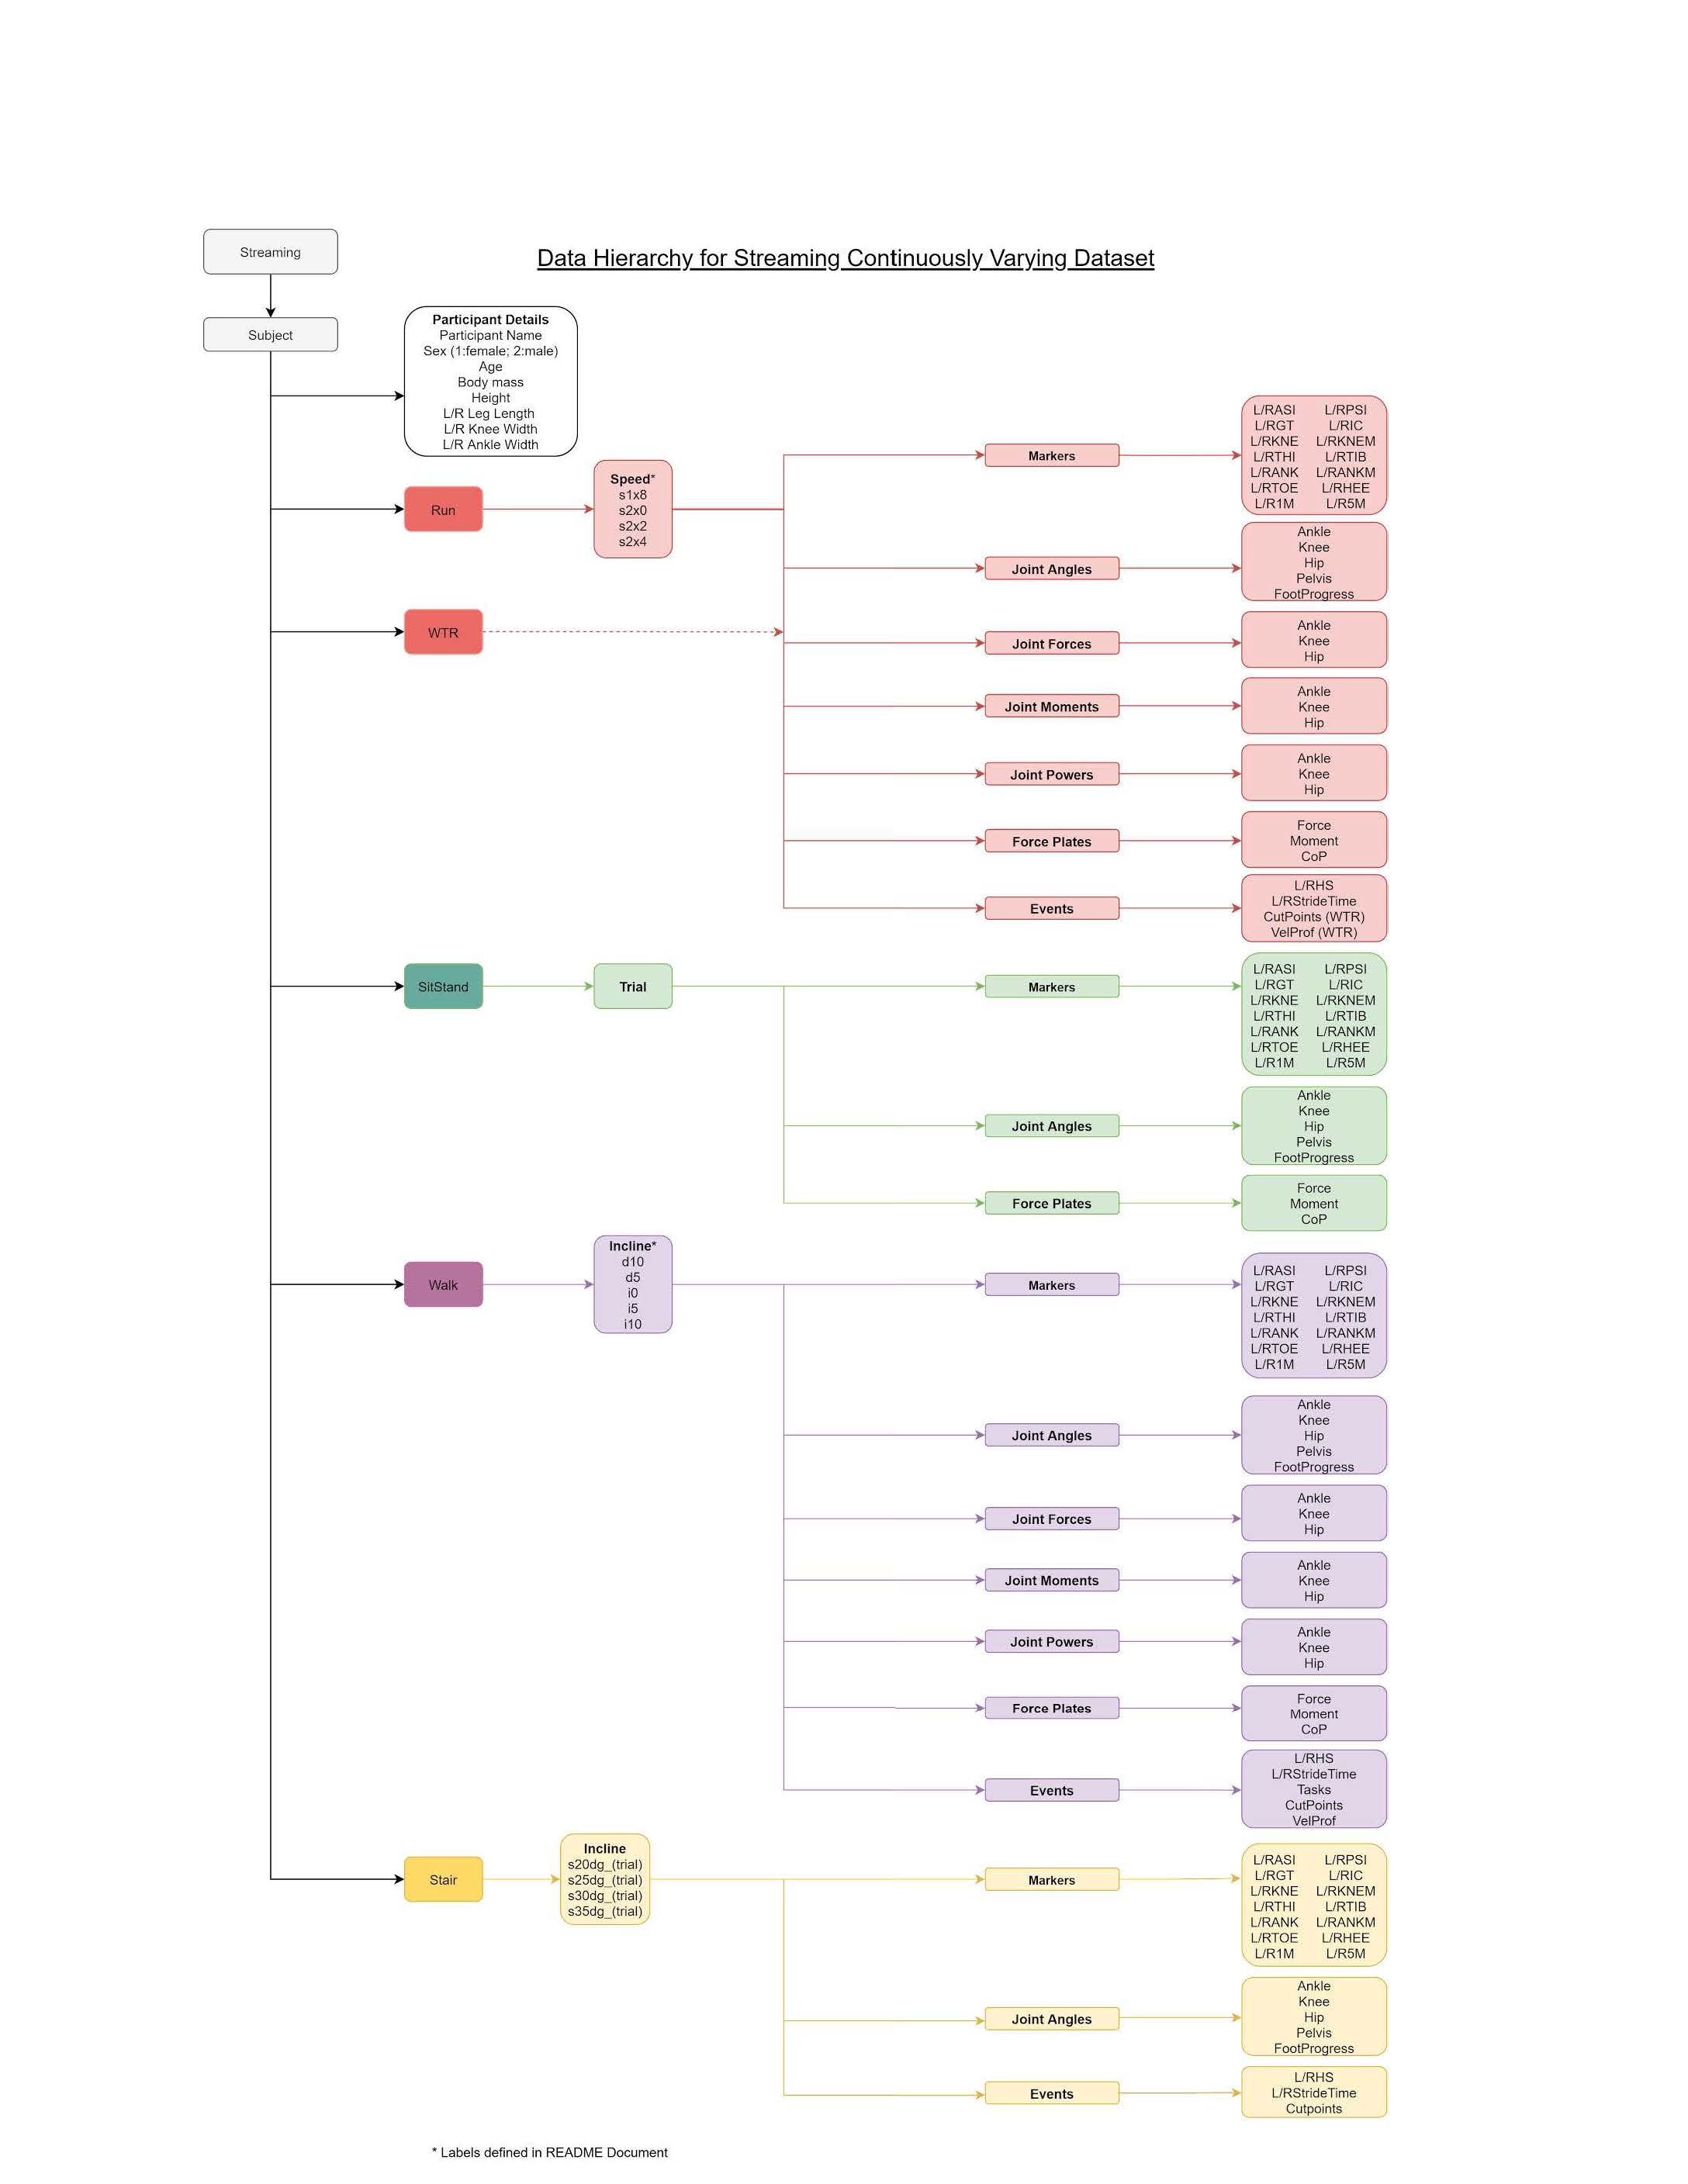 Streaming
Data Hierarchy for Streaming Continuously Varying Dataset
Subject
Participant Details
Participant Name
Sex (1:female; 2:male)
Age
Body mass
Height
L/R Leg Length
L/R Knee Width
L/R Ankle Width
Run
Speed*
s1x8
s2x0
s2x2
s2x4
WTR
Markers
L/RASI L/RPSI
L/RGT L/RIC
L/RKNE L/RKNEM
L/RTHI L/RTIB
L/RANK L/RANKM
L/RTOE L/RHEE
L/R1M L/R5M
Joint Angles
Ankle
Knee
Hip
Pelvis
FootProgress
Joint Forces
Ankle
Knee
Hip
Joint Moments
Ankle
Knee
Hip
Joint Powers
Ankle
Knee
Hip
Force Plates
Force
Moment
CoP
Events
L/RHS
L/RStrideTime
CutPoints (WTR)
VelProf (WTR)
SitStand
Trial
Markers
L/RASI L/RPSI
L/RGT L/RIC
L/RKNE L/RKNEM
L/RTHI L/RTIB
L/RANK L/RANKM
L/RTOE L/RHEE
L/R1M L/R5M
Joint Angles
Ankle
Knee
Hip
Pelvis
FootProgress
Force Plates
Force
Moment
CoP
Walk
Incline*
d10
d5
i0
i5
i10
Markers
L/RASI L/RPSI
L/RGT L/RIC
L/RKNE L/RKNEM
L/RTHI L/RTIB
L/RANK L/RANKM
L/RTOE L/RHEE
L/R1M L/R5M
Joint Angles
Ankle
Knee
Hip
Pelvis
FootProgress
Joint Forces
Ankle
Knee
Hip
Joint Moments
Ankle
Knee
Hip
Joint Powers
Ankle
Knee
Hip
Force Plates
Force
Moment
CoP
Events
L/RHS
L/RStrideTime
Tasks
CutPoints
VelProf
Stair
Incline
s20dg_(trial)
s25dg_(trial)
s30dg_(trial)
s35dg_(trial)
Markers
L/RASI L/RPSI
L/RGT L/RIC
L/RKNE L/RKNEM
L/RTHI L/RTIB
L/RANK L/RANKM
L/RTOE L/RHEE
L/R1M L/R5M
Joint Angles
Ankle
Knee
Hip
Pelvis
FootProgress
Events
L/RHS
L/RStrideTime
Cutpoints
* Labels defined in README Document